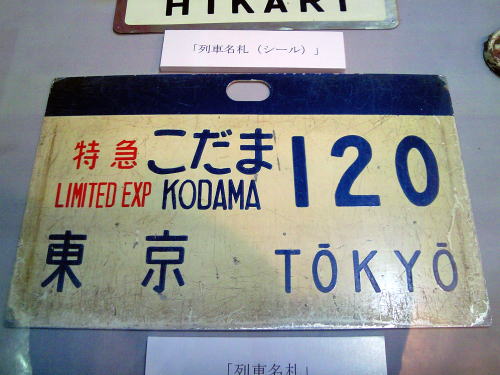 HIKARI
「列車名札（シール）」
特急 こだま 120
LIMITED EXP KODAMA
東京 TŌKYŌ
「列車名札」